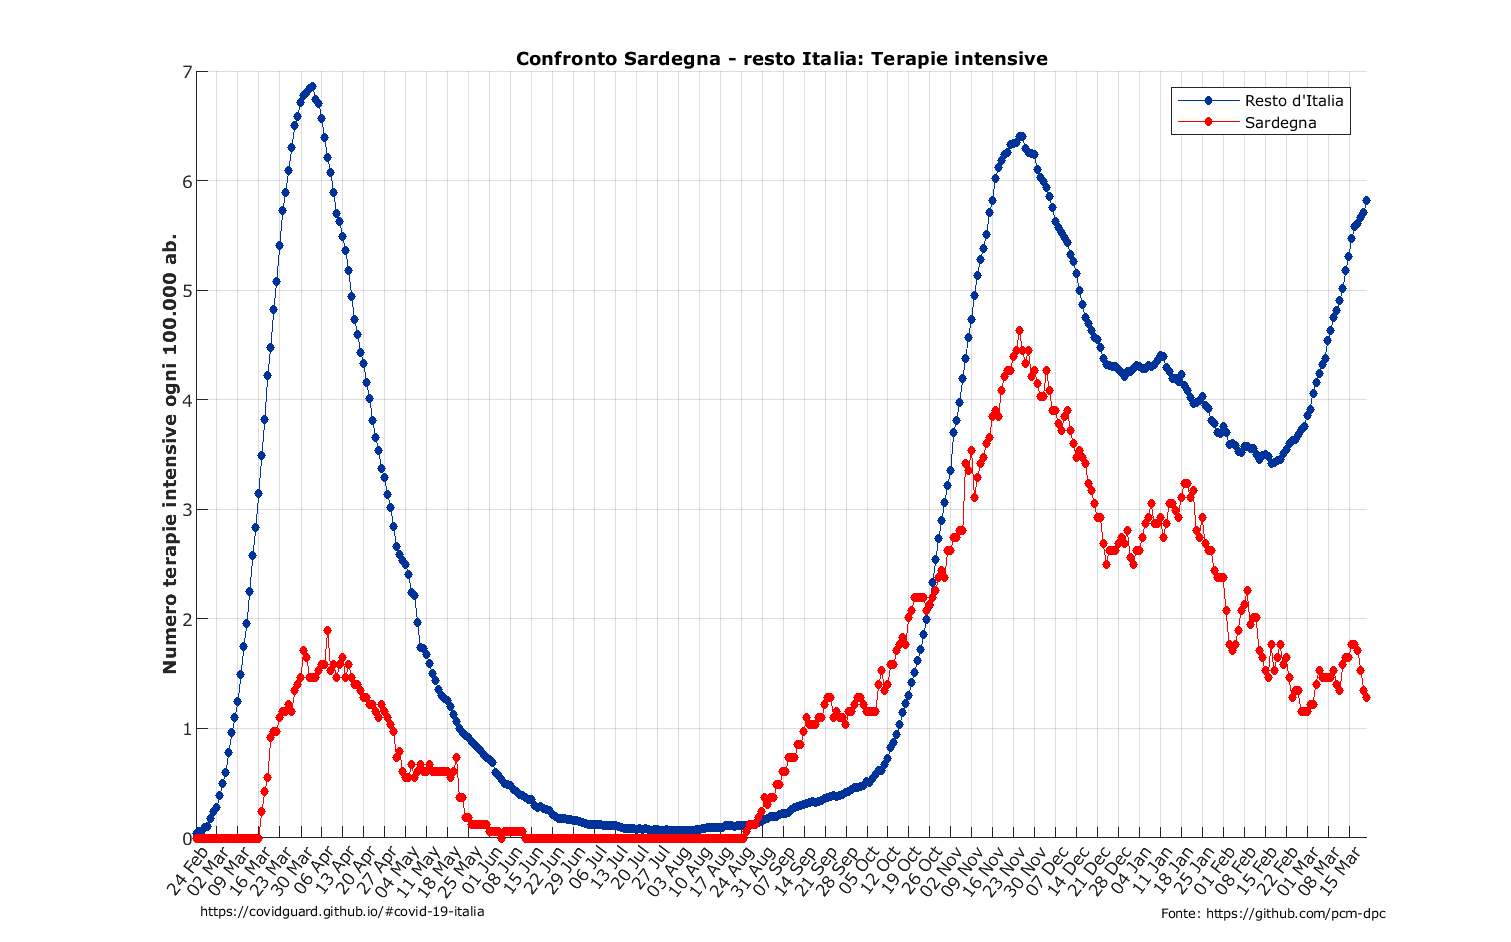 Confronto Sardegna - resto Italia: Terapie intensive
Resto d'Italia
Sardegna
Numero terapie intensive ogni 100.000 ab.
7
6
5
4
3
2
1
0
24 Feb
02 Mar
09 Mar
16 Mar
23 Mar
30 Mar
06 Apr
13 Apr
20 Apr
27 Apr
04 May
11 May
18 May
25 May
01 Jun
08 Jun
15 Jun
22 Jun
29 Jun
06 Jul
13 Jul
20 Jul
27 Jul
03 Aug
10 Aug
17 Aug
24 Aug
31 Aug
07 Sep
14 Sep
21 Sep
28 Sep
05 Oct
12 Oct
19 Oct
26 Oct
02 Nov
09 Nov
16 Nov
23 Nov
30 Nov
07 Dec
14 Dec
21 Dec
28 Dec
04 Jan
11 Jan
18 Jan
25 Jan
01 Feb
08 Feb
15 Feb
22 Feb
01 Mar
08 Mar
15 Mar
https://covidguard.github.io/#covid-19-italia
Fonte: https://github.com/pcm-dpc